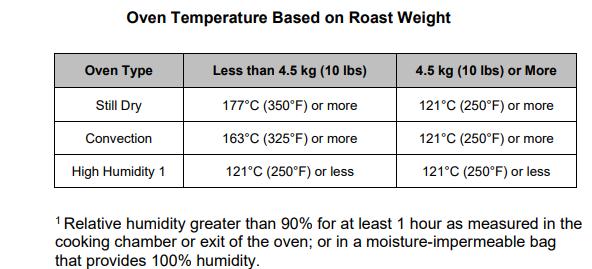 Oven Temperature Based on Roast Weight
Oven Type Less than 4.5 kg (10 lbs) 4.5 kg (10 lbs) or More
Still Dry 177°C (350°F) or more 121°C (250°F) or more
Convection 163°C (325°F) or more 121°C (250°F) or more
High Humidity 1 121°C (250°F) or less 121°C (250°F) or less
1 Relative humidity greater than 90% for at least 1 hour as measured in the
cooking chamber or exit of the oven; or in a moisture-impermeable bag
that provides 100% humidity.